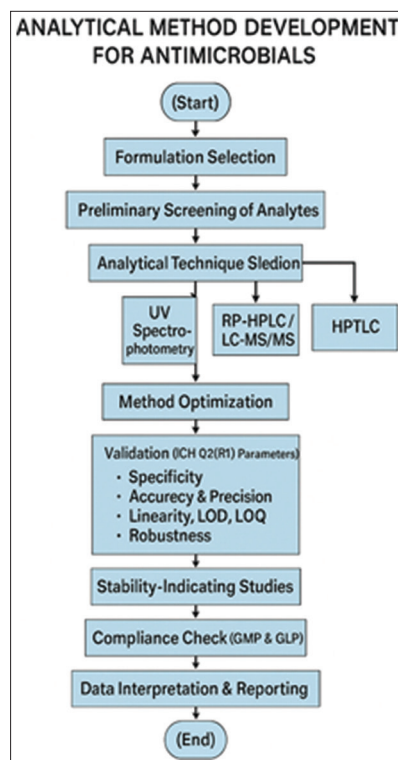 ANALYTICAL METHOD DEVELOPMENT
FOR ANTIMICROBIALS
(Start)
Formulation Selection
Preliminary Screening of Analytes
Analytical Technique Sledion
UV
Spectro-
photometry
RP-HPLC /
LC-MS/MS
HPTLC
Method Optimization
Validation (ICH Q2(R1) Parameters)
· Specificity
· Accurecy & Precision
· Linearity, LOD, LOQ
· Robustness
Stability-Indicating Studies
Compliance Check (GMP & GLP)
Data Interpretation & Reporting
(End)